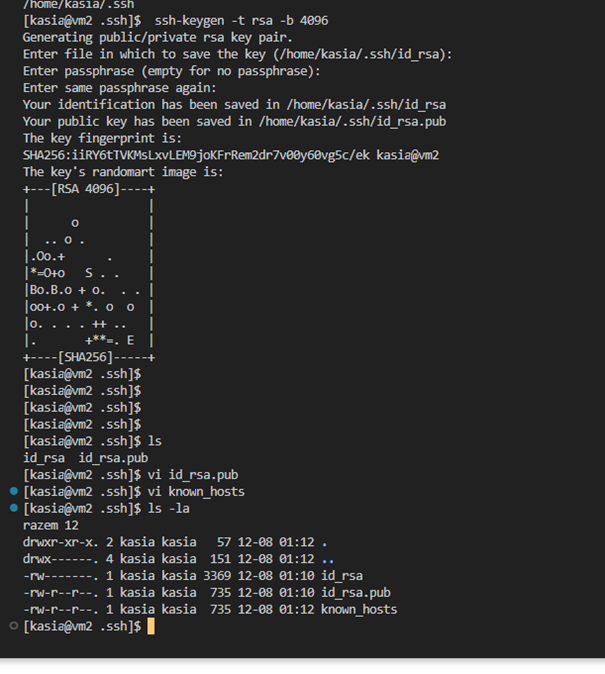 /home/kasia/.ssh
[kasia@vm2 .ssh]$  ssh-keygen -t rsa -b 4096
Generating public/private rsa key pair.
Enter file in which to save the key (/home/kasia/.ssh/id_rsa):
Enter passphrase (empty for no passphrase):
Enter same passphrase again:
Your identification has been saved in /home/kasia/.ssh/id_rsa
Your public key has been saved in /home/kasia/.ssh/id_rsa.pub
The key fingerprint is:
SHA256:iiRY6tTVKMsLxvLEM9joKFrRem2dr7v00y60vg5c/ek kasia@vm2
The key's randomart image is:
+---[RSA 4096]----+
|                 |
|      o          |
|  .. o .         |
|.Oo.+      .     |
|*=O+o   S . .    |
|Bo.B.o + o.  . . |
|oo+.o + *. o  o  |
|o. . . . ++ ..   |
|.       +**=. E  |
+----[SHA256]-----+
[kasia@vm2 .ssh]$
[kasia@vm2 .ssh]$
[kasia@vm2 .ssh]$
[kasia@vm2 .ssh]$
[kasia@vm2 .ssh]$ ls
id_rsa  id_rsa.pub
[kasia@vm2 .ssh]$ vi id_rsa.pub
[kasia@vm2 .ssh]$ vi known_hosts
[kasia@vm2 .ssh]$ ls -la
razem 12
drwxr-xr-x. 2 kasia kasia   57 12-08 01:12 .
drwx------. 4 kasia kasia  151 12-08 01:12 ..
-rw-------. 1 kasia kasia 3369 12-08 01:10 id_rsa
-rw-r--r--. 1 kasia kasia  735 12-08 01:10 id_rsa.pub
-rw-r--r--. 1 kasia kasia  735 12-08 01:12 known_hosts
[kasia@vm2 .ssh]$